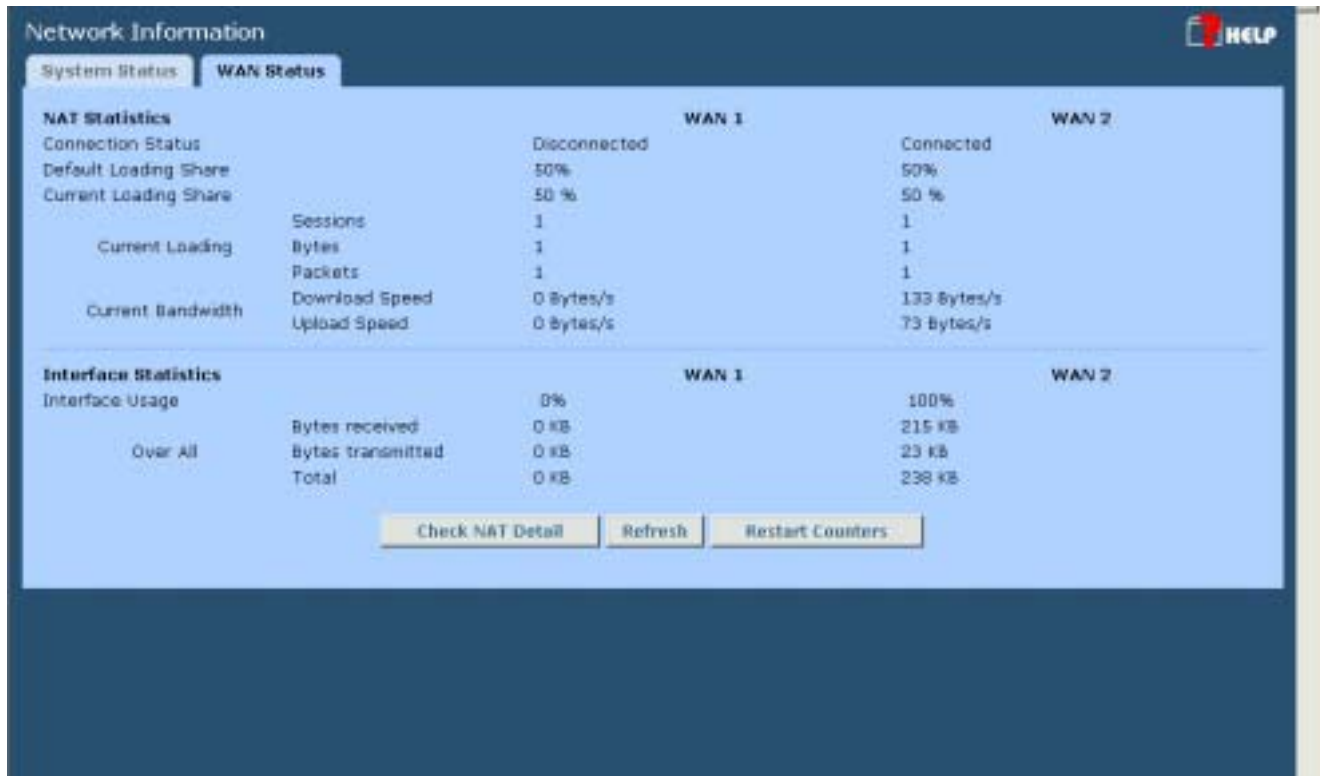 Network Information
HELP
System Status WAN Status
NAT Statistics WAN 1 WAN 2
Connection Status Disconnected Connected
Default Loading Share 50% 50%
Current Loading Share 50 % 50 %
Sessions 1 1
Current Loading Bytes 1 1
Packets 1 1
Current Bandwidth Download Speed 0 Bytes/s 133 Bytes/s
Upload Speed 0 Bytes/s 73 Bytes/s
Interface Statistics WAN 1 WAN 2
Interface Usage 0% 100%
Bytes received 0 KB 215 KB
Over All Bytes transmitted 0 KB 23 KB
Total 0 KB 238 KB
Check NAT Detail Refresh Restart Counters